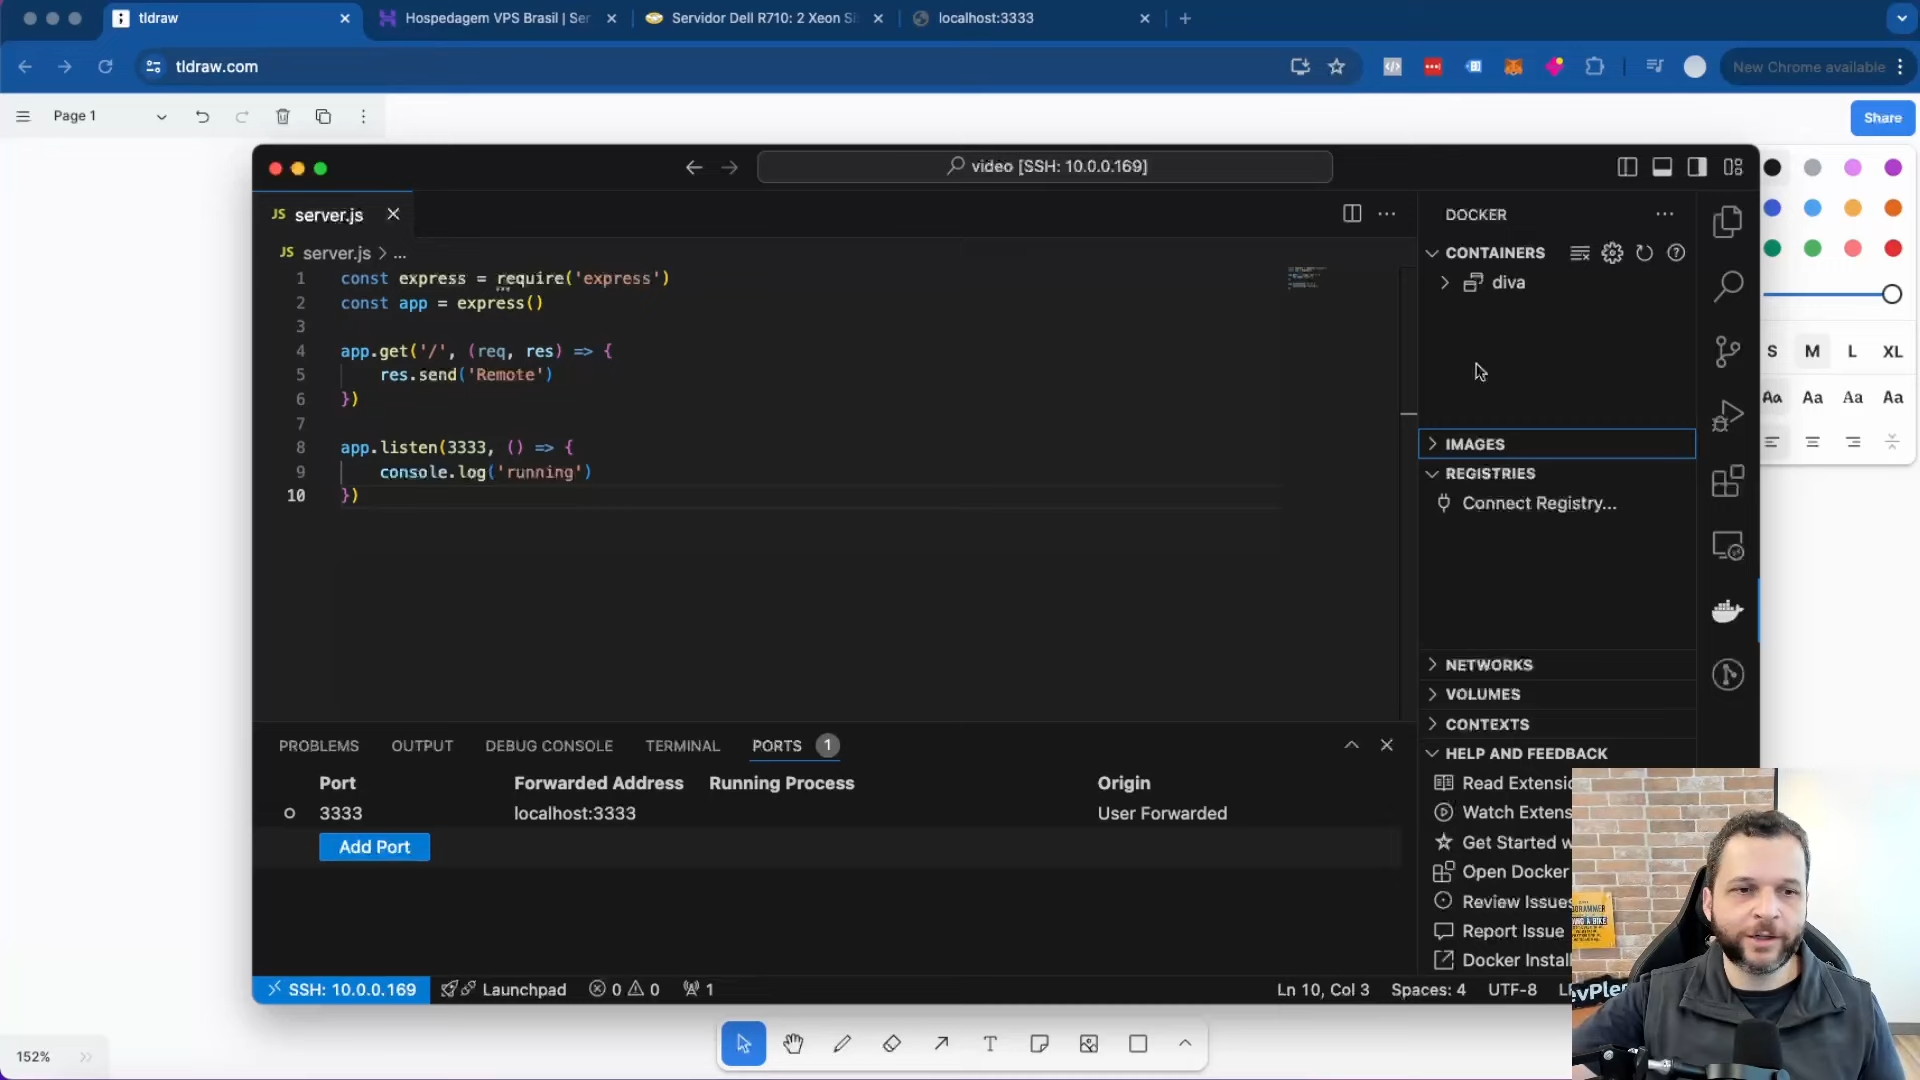 tldraw
Hospedagem VPS Brasil | Ser
Servidor Dell R710: 2 Xeon Si
localhost:3333
tldraw.com
New Chrome available
Page 1
Share
video [SSH: 10.0.0.169]
JS server.js
JS server.js > ...
1 const express = require('express')
2 const app = express()
3
4 app.get('/', (req, res) => {
5 res.send('Remote')
6 })
7
8 app.listen(3333, () => {
9 console.log('running')
10 })
DOCKER
CONTAINERS
diva
IMAGES
REGISTRIES
Connect Registry...
NETWORKS
VOLUMES
CONTEXTS
HELP AND FEEDBACK
Read Extensio
Watch Extens
Get Started w
Open Docker
Review Issues
Report Issue
Docker Install
S M L XL
Aa Aa Aa Aa
PROBLEMS OUTPUT DEBUG CONSOLE TERMINAL PORTS 1
Port Forwarded Address Running Process Origin
3333 localhost:3333 User Forwarded
Add Port
SSH: 10.0.0.169 Launchpad 0 0 1
Ln 10, Col 3 Spaces: 4 UTF-8
152%